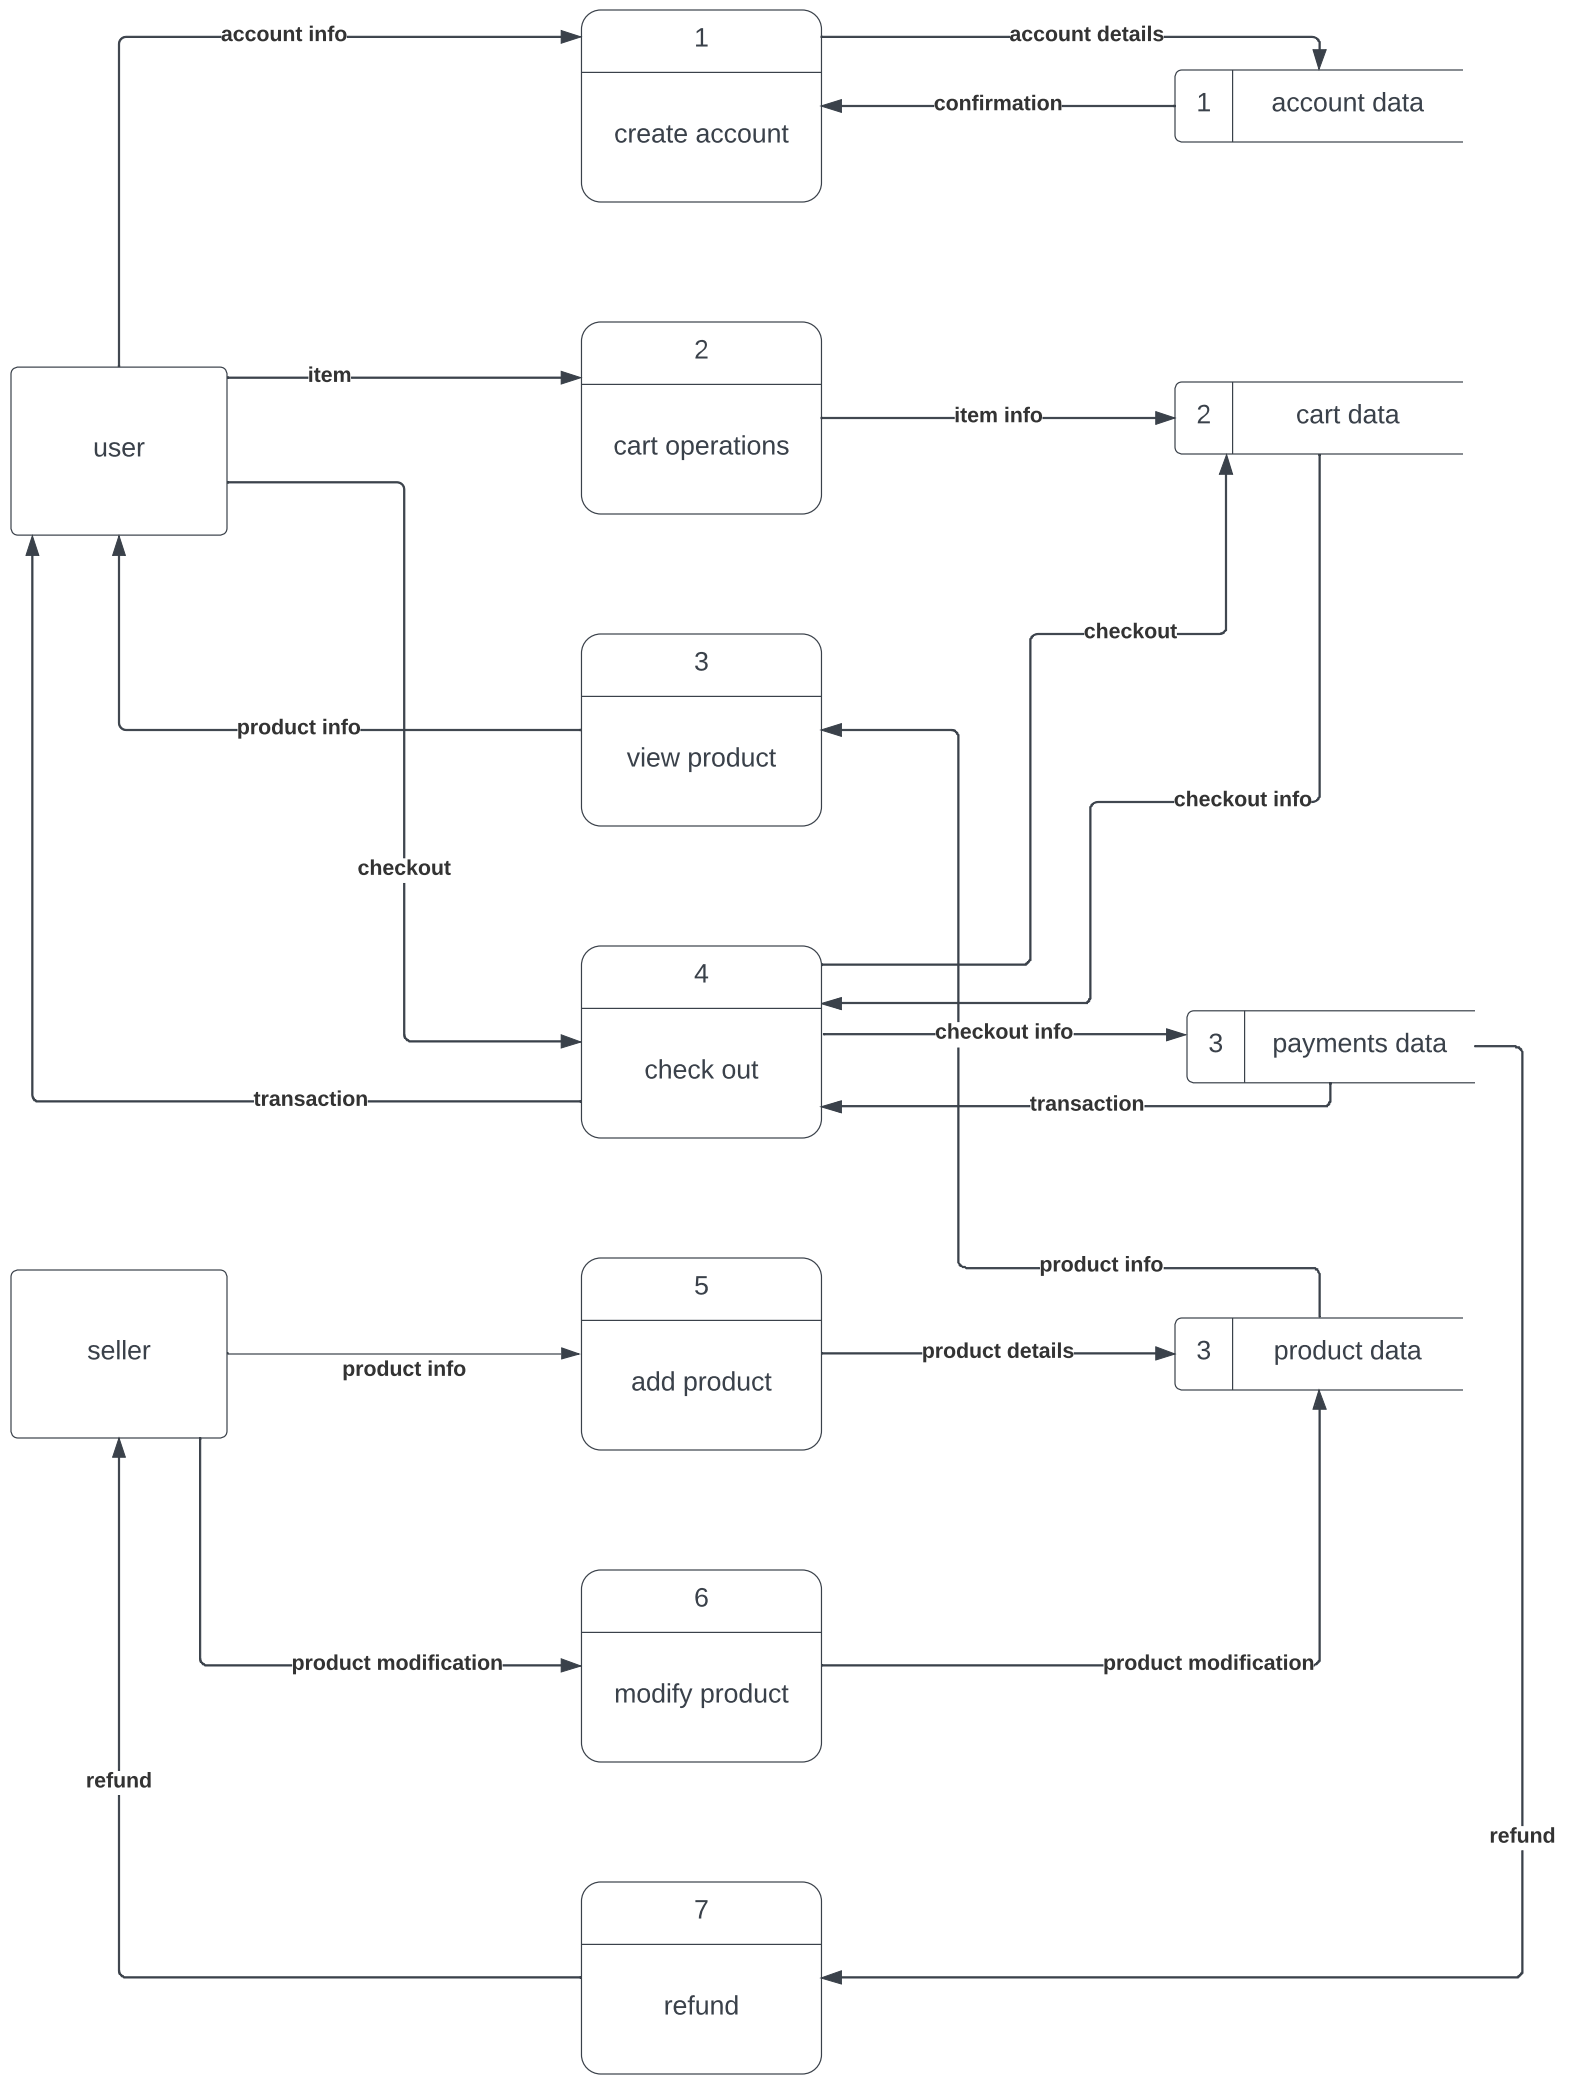 account info
1
account details
confirmation
1
account data
create account
item
2
item info
2
cart data
user
cart operations
checkout
3
product info
view product
checkout info
checkout
4
checkout info
3
payments data
check out
transaction
transaction
product info
5
seller
product info
product details
3
product data
add product
6
product modification
product modification
modify product
refund
refund
7
refund